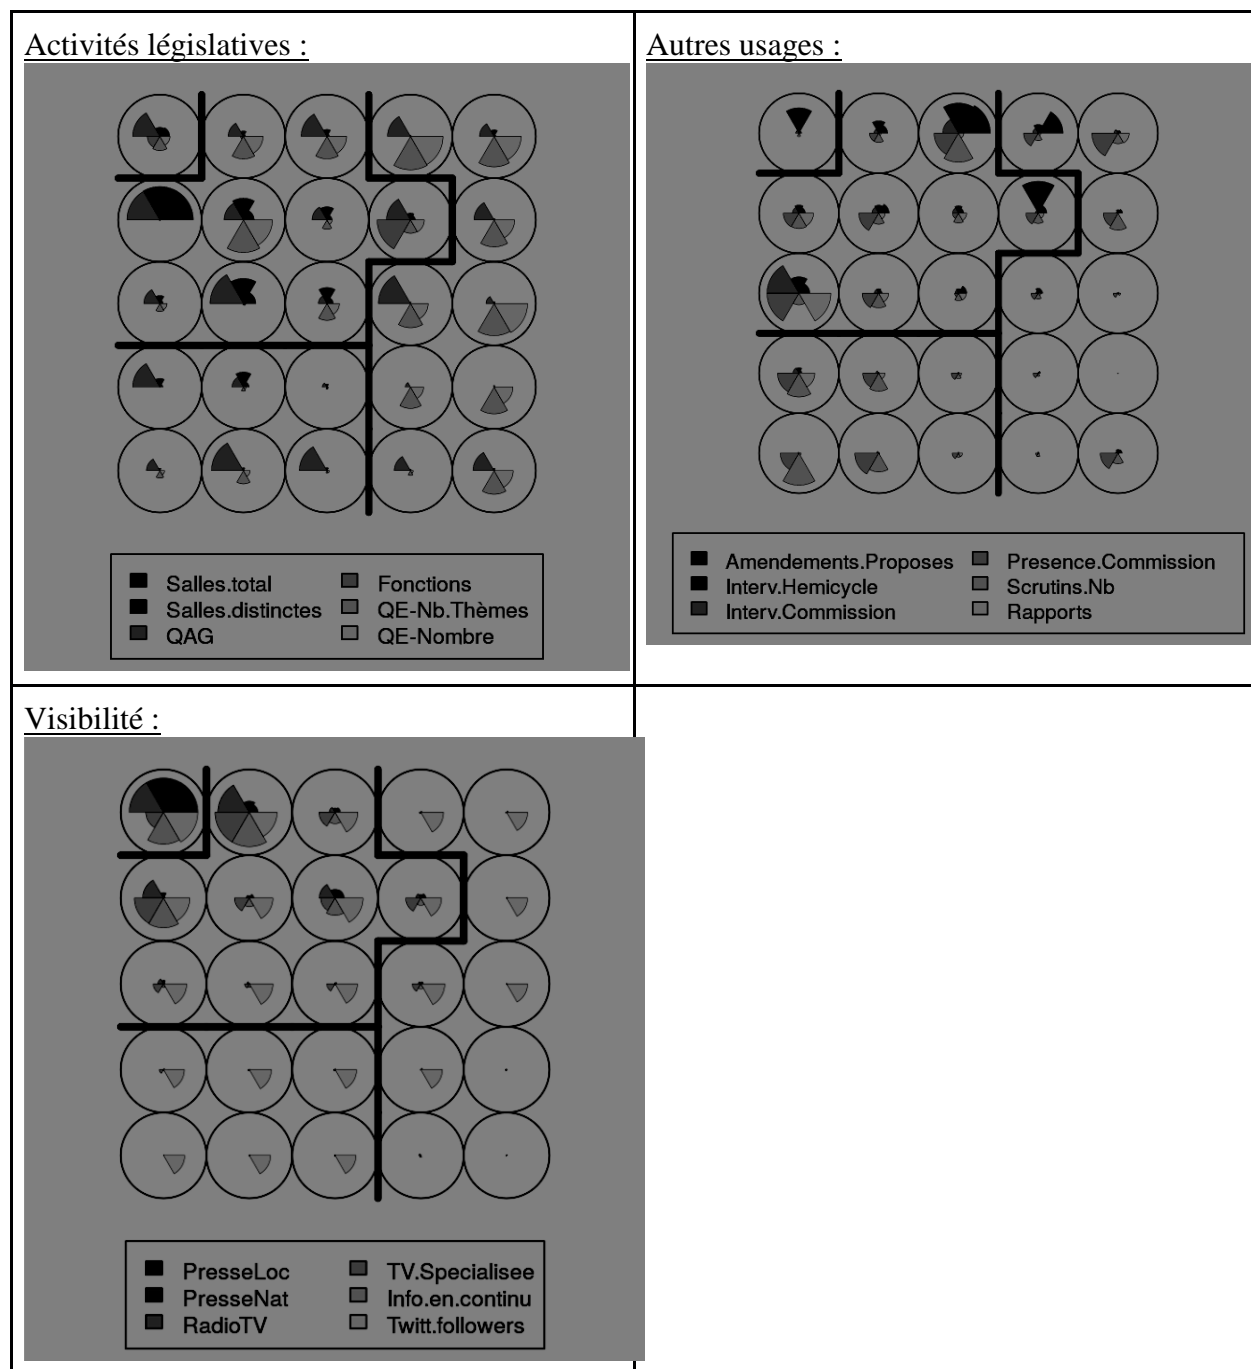 Activités législatives :
Salles.total
Salles.distinctes
QAG
Fonctions
QE-Nb.Thèmes
QE-Nombre
Autres usages :
Amendements.Proposes
Interv.Hemicycle
Interv.Commission
Presence.Commission
Scrutins.Nb
Rapports
Visibilité :
PresseLoc
PresseNat
RadioTV
TV.Specialisee
Info.en.continu
Twitt.followers